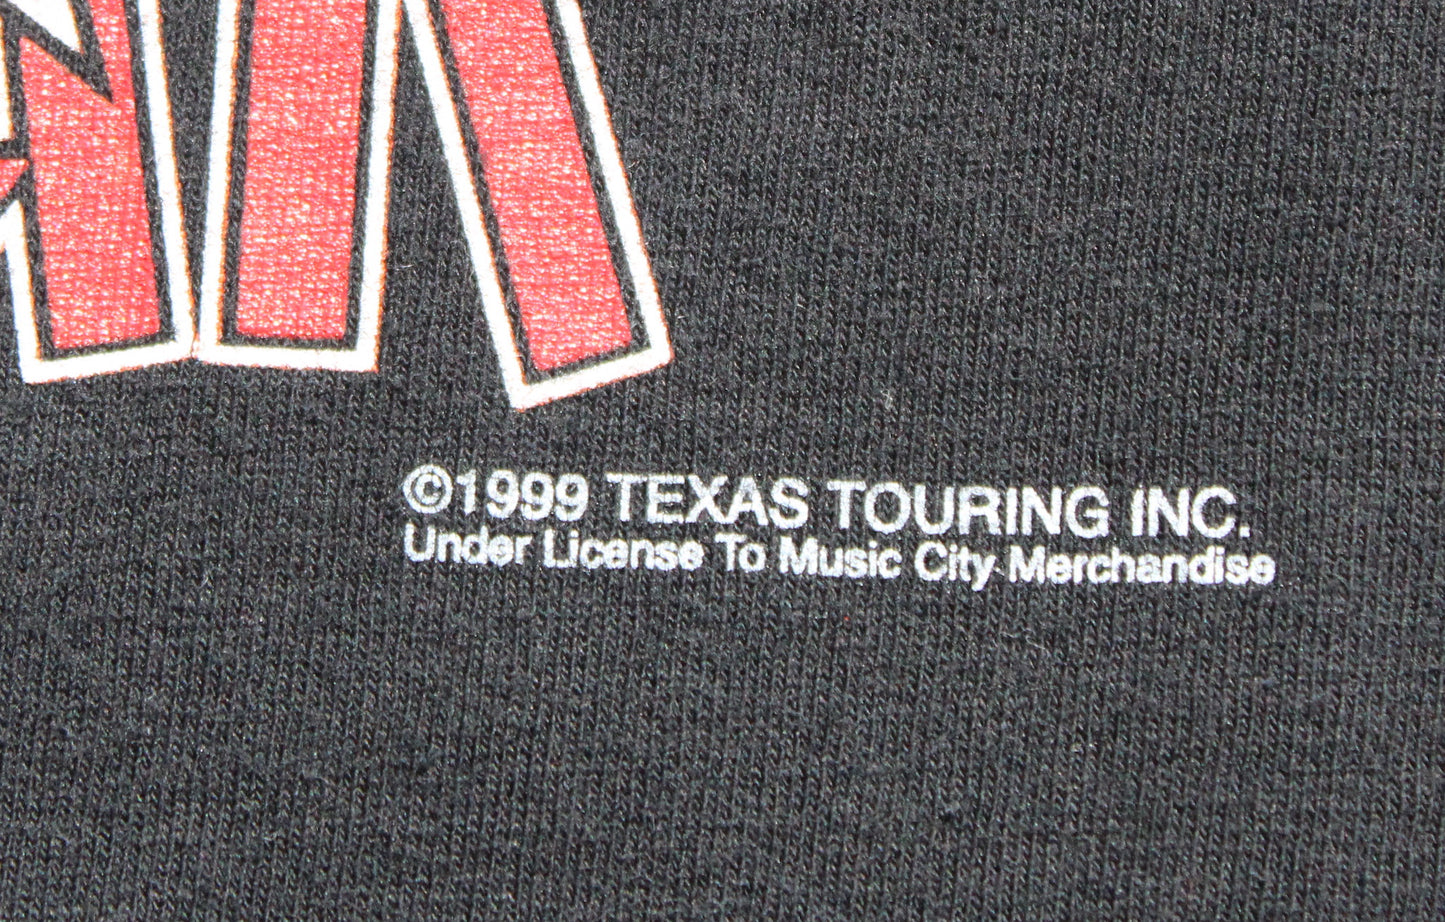 ©1999 TEXAS TOURING INC.
Under License To Music City Merchandise